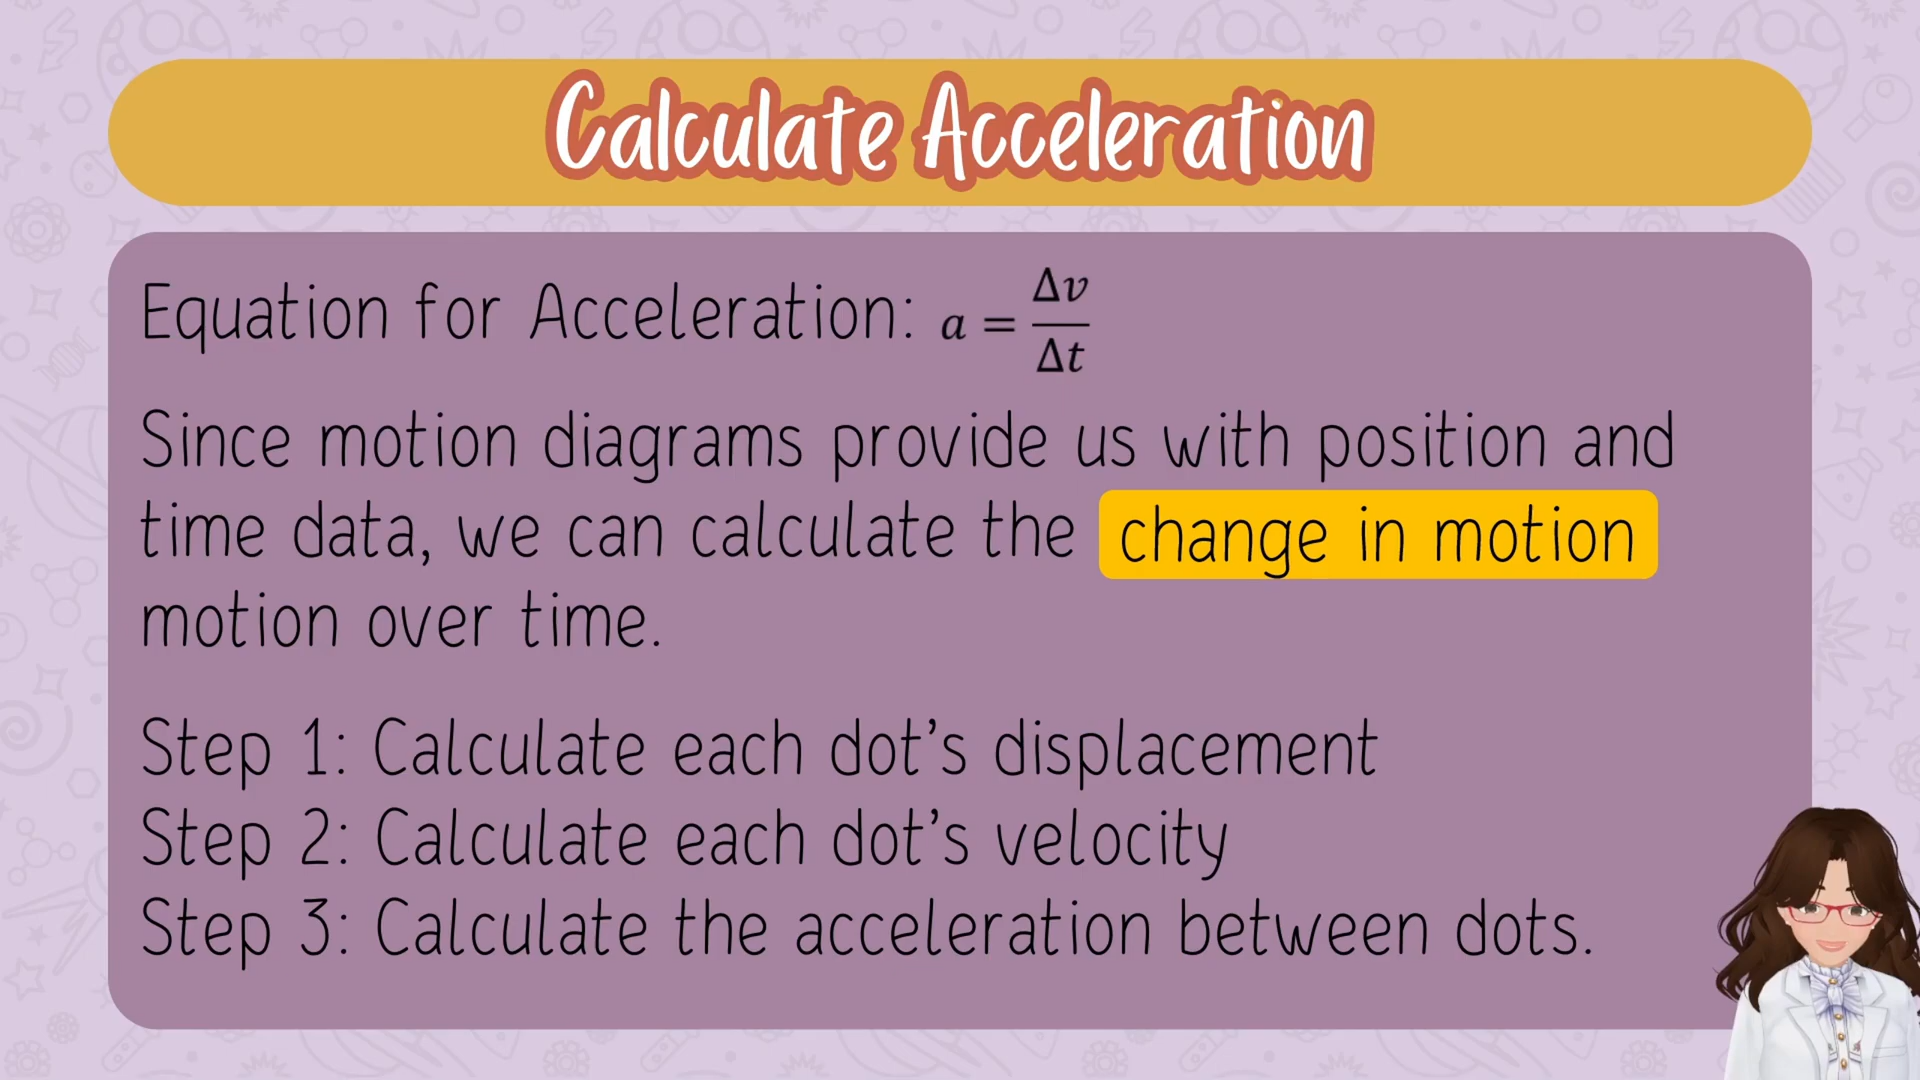 Calculate Acceleration
Equation for Acceleration: a = Δv/Δt
Since motion diagrams provide us with position and
time data, we can calculate the change in motion
motion over time.
Step 1: Calculate each dot’s displacement
Step 2: Calculate each dot’s velocity
Step 3: Calculate the acceleration between dots.